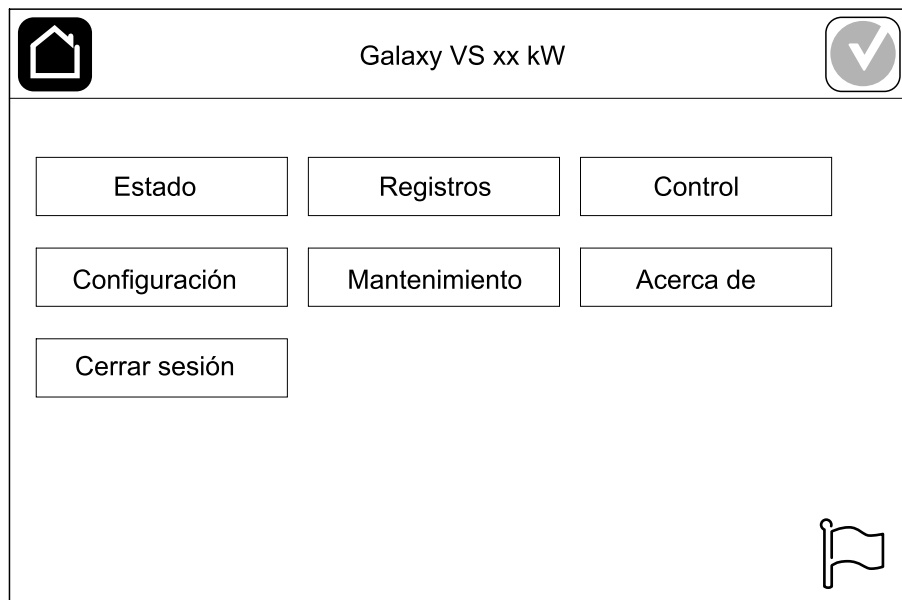 Galaxy VS xx kW
Estado
Registros
Control
Configuración
Mantenimiento
Acerca de
Cerrar sesión